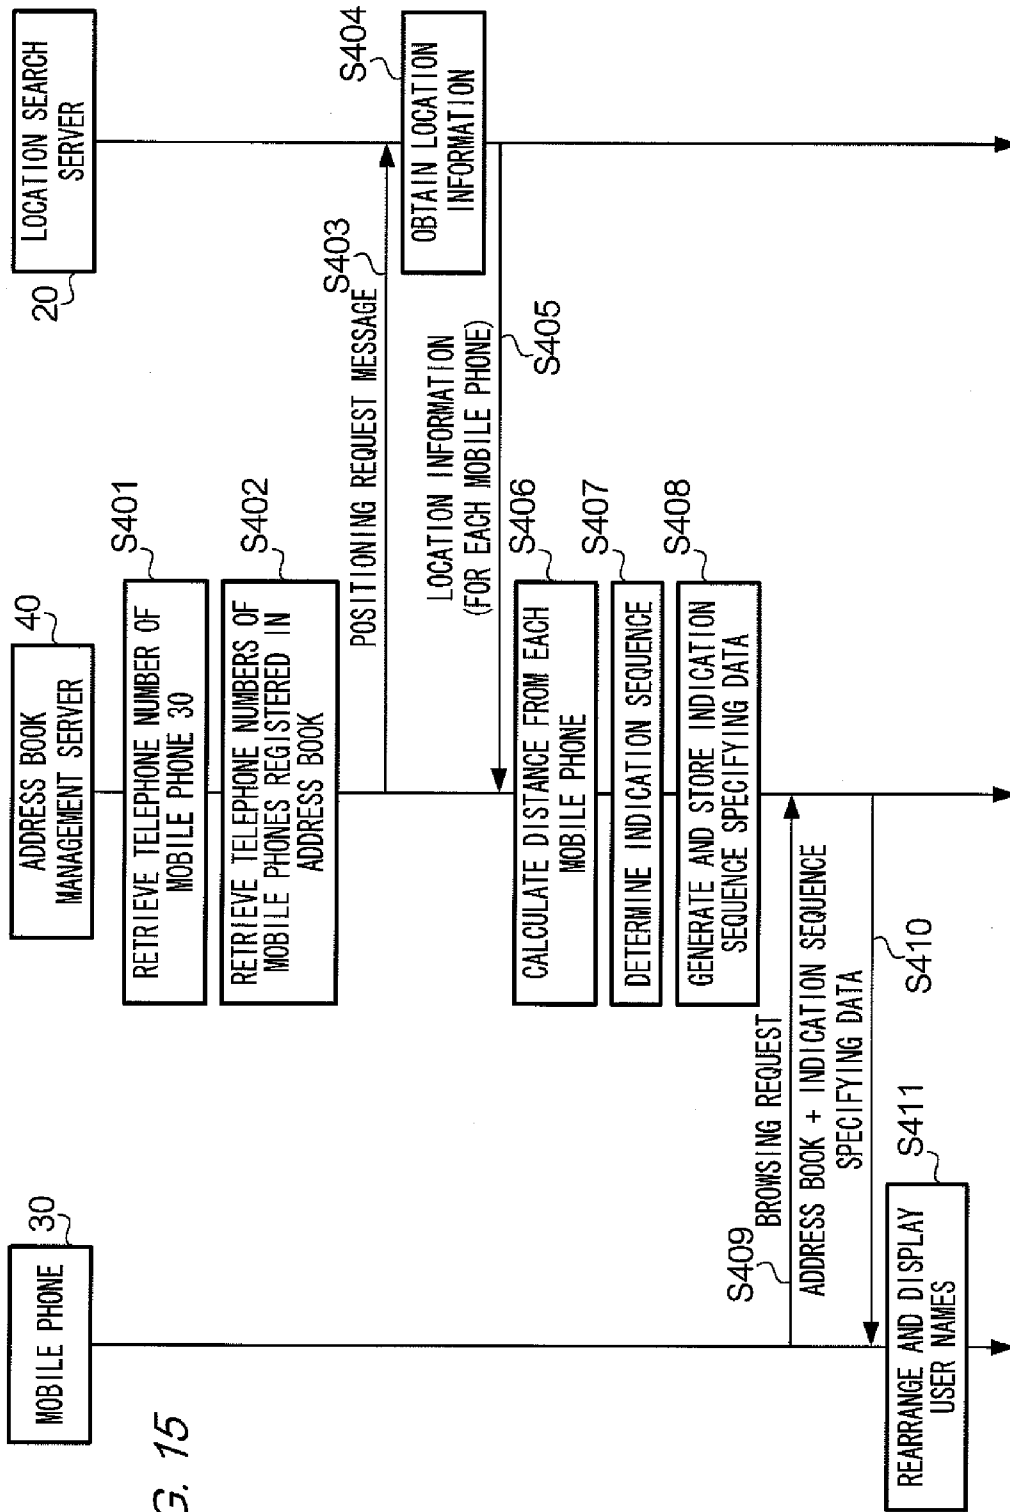 G. 15
MOBILE PHONE
30
ADDRESS BOOK
MANAGEMENT SERVER
40
LOCATION SEARCH
SERVER
20
RETRIEVE TELEPHONE NUMBER OF
MOBILE PHONE 30
S401
RETRIEVE TELEPHONE NUMBERS OF
MOBILE PHONES REGISTERED IN
ADDRESS BOOK
S402
POSITIONING REQUEST MESSAGE
S403
OBTAIN LOCATION
INFORMATION
S404
LOCATION INFORMATION
(FOR EACH MOBILE PHONE)
S405
CALCULATE DISTANCE FROM EACH
MOBILE PHONE
S406
DETERMINE INDICATION SEQUENCE
S407
GENERATE AND STORE INDICATION
SEQUENCE SPECIFYING DATA
S408
S409
BROWSING REQUEST
ADDRESS BOOK + INDICATION SEQUENCE
SPECIFYING DATA
S410
REARRANGE AND DISPLAY
USER NAMES
S411